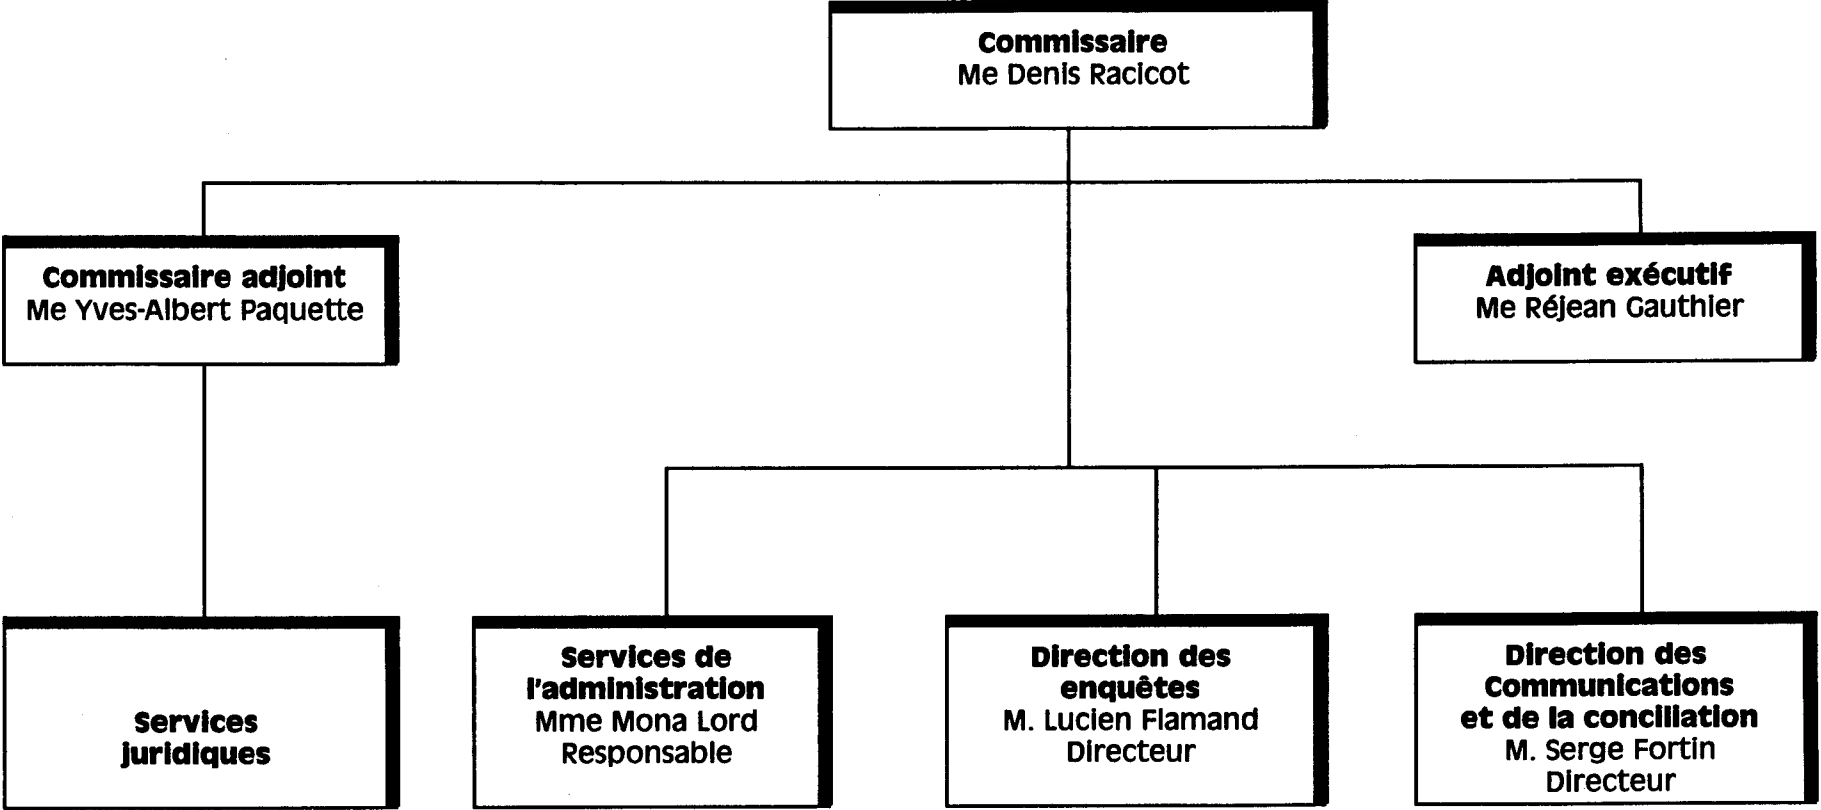 Commissaire
Me Denis Racicot
Commissaire adjoint
Me Yves-Albert Paquette
Adjoint exécutif
Me Réjean Gauthier
Services
juridiques
Services de
l'administration
Mme Mona Lord
Responsable
Direction des
enquêtes
M. Lucien Flamand
Directeur
Direction des
Communications
et de la conciliation
M. Serge Fortin
Directeur